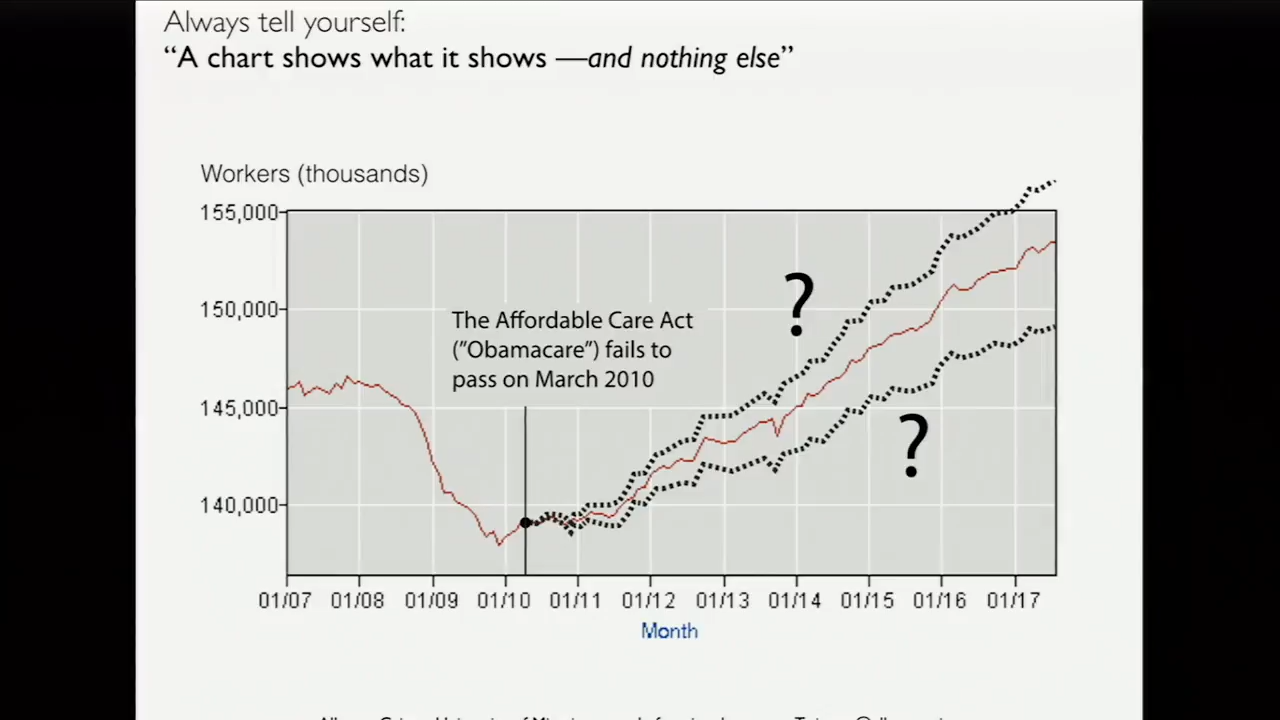 Always tell yourself:
“A chart shows what it shows —and nothing else”
Workers (thousands)
155,000
150,000
145,000
140,000
The Affordable Care Act
(”Obamacare”) fails to
pass on March 2010
?
?
01/07 01/08 01/09 01/10 01/11 01/12 01/13 01/14 01/15 01/16 01/17
Month